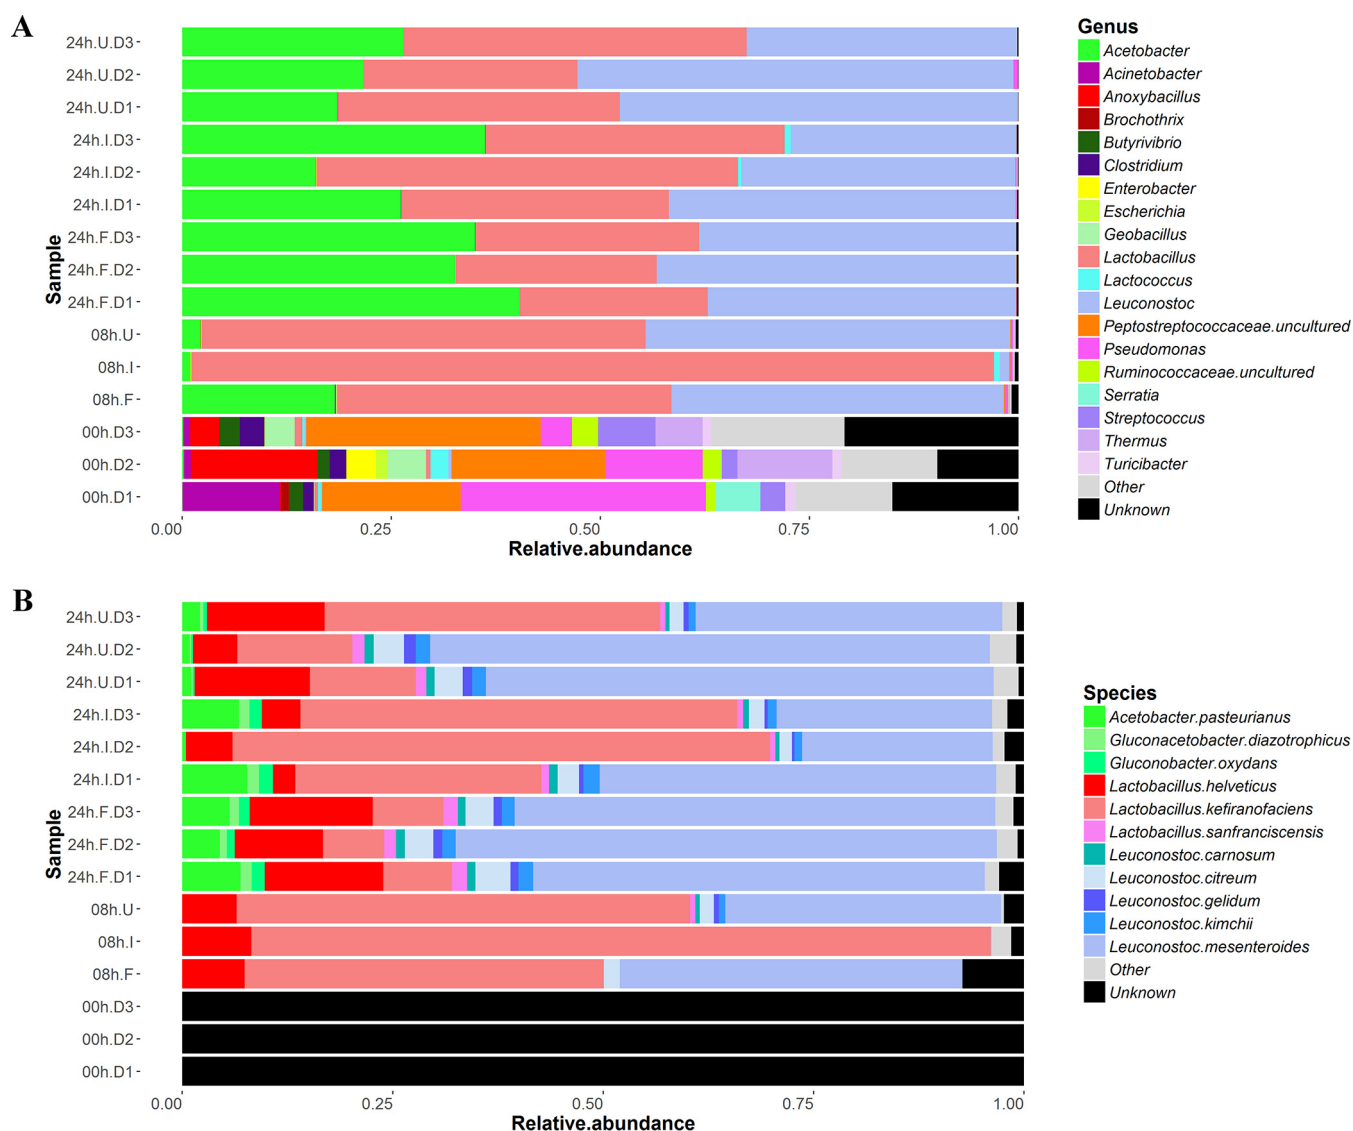 A
Genus
24h.U.D3
24h.U.D2
24h.U.D1
24h.I.D3
24h.I.D2
24h.I.D1
24h.F.D3
24h.F.D2
24h.F.D1
08h.U
08h.I
08h.F
00h.D3
00h.D2
00h.D1
Sample
0.00 0.25 0.50 0.75 1.00
Relative.abundance
Acetobacter
Acinetobacter
Anoxybacillus
Brochothrix
Butyrivibrio
Clostridium
Enterobacter
Escherichia
Geobacillus
Lactobacillus
Lactococcus
Leuconostoc
Peptostreptococcaceae.uncultured
Pseudomonas
Ruminococcaceae.uncultured
Serratia
Streptococcus
Thermus
Turicibacter
Other
Unknown
B
24h.U.D3
24h.U.D2
24h.U.D1
24h.I.D3
24h.I.D2
24h.I.D1
24h.F.D3
24h.F.D2
24h.F.D1
08h.U
08h.I
08h.F
00h.D3
00h.D2
00h.D1
Sample
0.00 0.25 0.50 0.75 1.00
Relative.abundance
Species
Acetobacter.pasteurianus
Gluconacetobacter.diazotrophicus
Gluconobacter.oxydans
Lactobacillus.helveticus
Lactobacillus.kefiranofaciens
Lactobacillus.sanfranciscensis
Leuconostoc.carnosum
Leuconostoc.citreum
Leuconostoc.gelidum
Leuconostoc.kimchii
Leuconostoc.mesenteroides
Other
Unknown